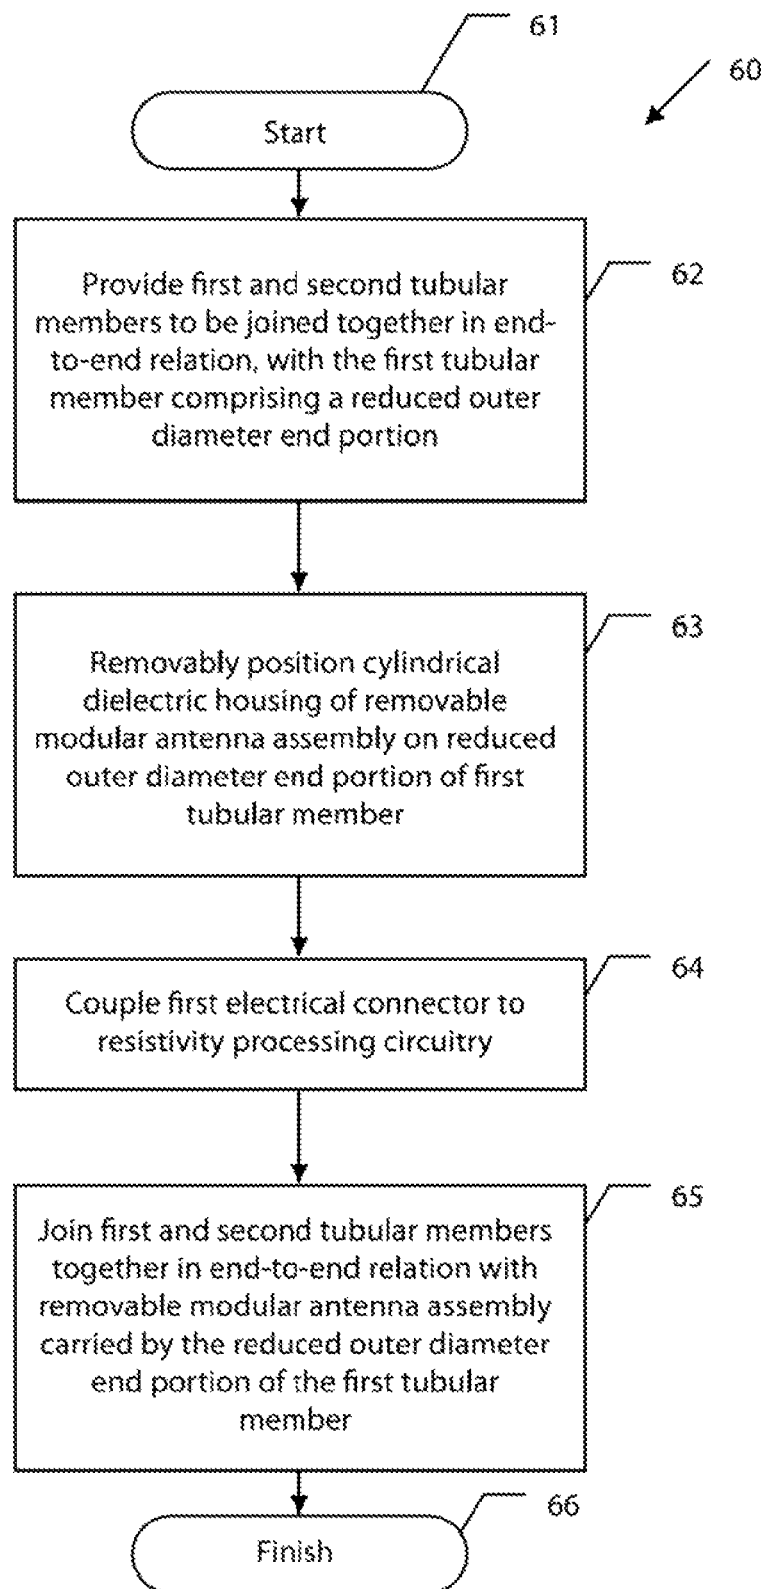 61
60
Start
62
Provide first and second tubular
members to be joined together in end-
to-end relation, with the first tubular
member comprising a reduced outer
diameter end portion
63
Removably position cylindrical
dielectric housing of removable
modular antenna assembly on reduced
outer diameter end portion of first
tubular member
64
Couple first electrical connector to
resistivity processing circuitry
65
Join first and second tubular members
together in end-to-end relation with
removable modular antenna assembly
carried by the reduced outer diameter
end portion of the first tubular
member
66
Finish